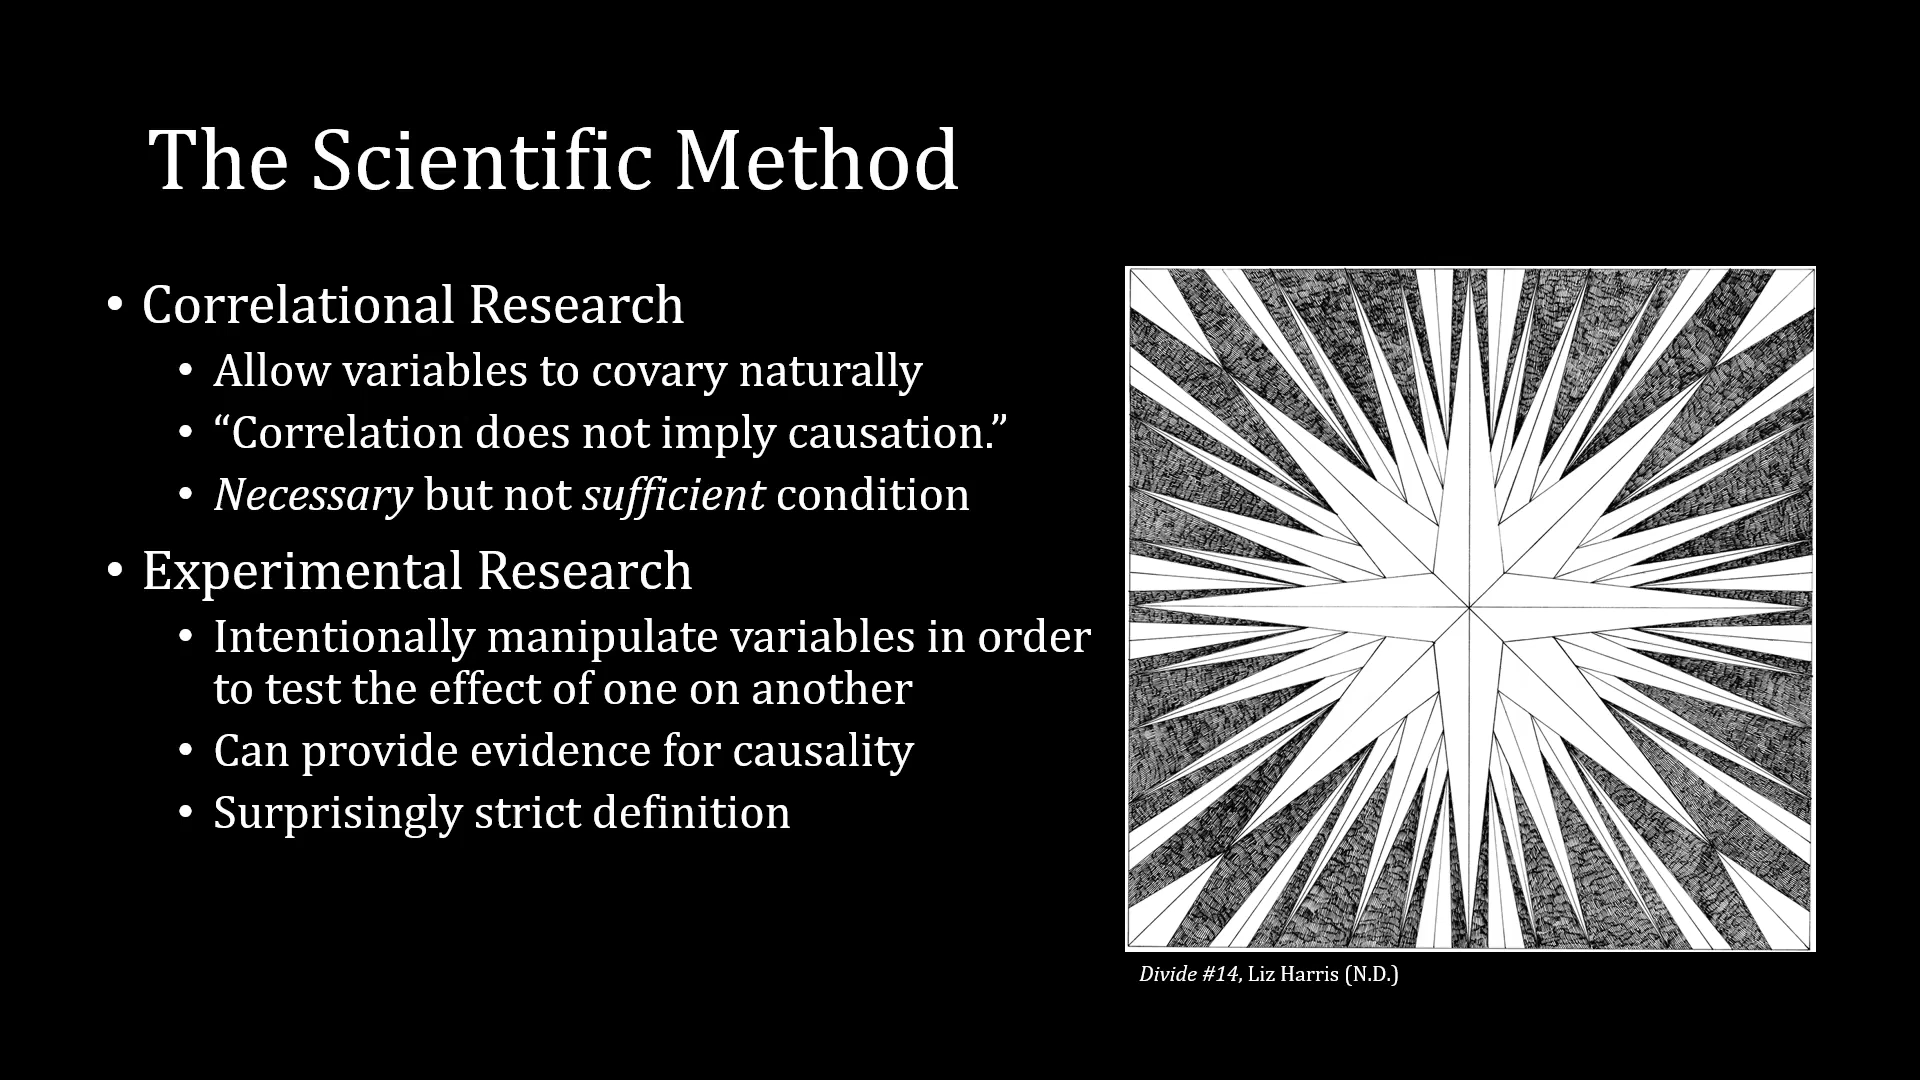 The Scientific Method
• Correlational Research
• Allow variables to covary naturally
• “Correlation does not imply causation.”
• Necessary but not sufficient condition
• Experimental Research
• Intentionally manipulate variables in order
to test the effect of one on another
• Can provide evidence for causality
• Surprisingly strict definition
Divide #14, Liz Harris (N.D.)